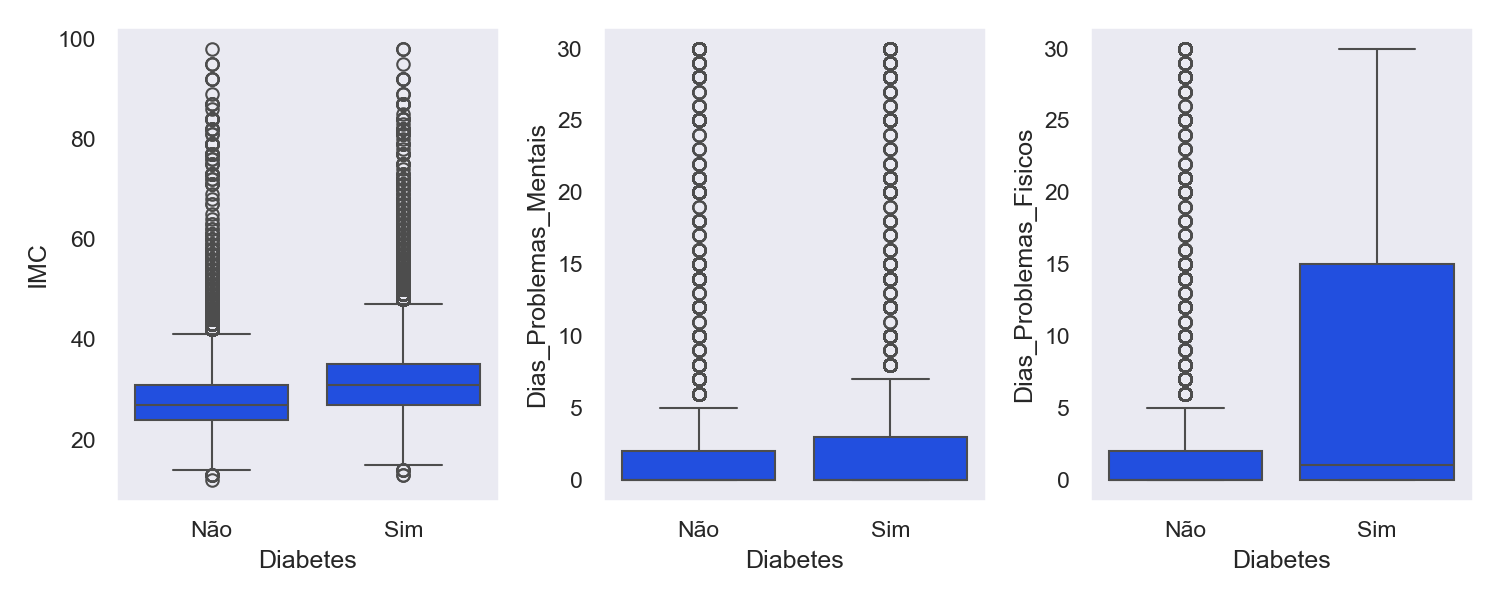 IMC
100
80
60
40
20
Não Sim
Diabetes
Dias_Problemas_Mentais
30
25
20
15
10
5
0
Não Sim
Diabetes
Dias_Problemas_Fisicos
30
25
20
15
10
5
0
Não Sim
Diabetes